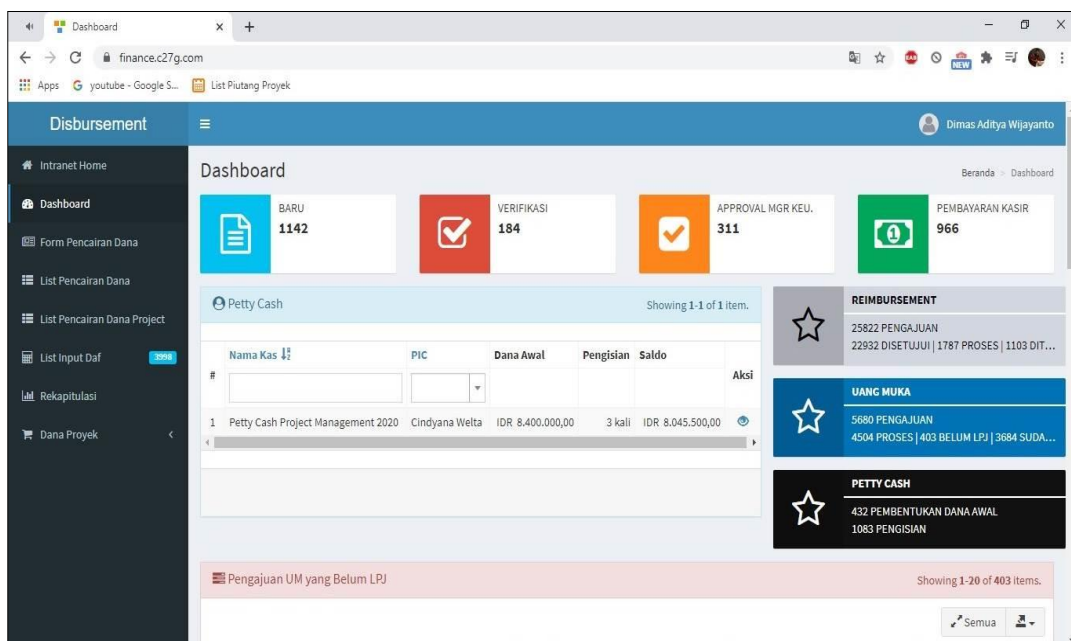 Dashboard
finance.c27g.com
NEW
Apps youtube - Google S... List Piutang Proyek
Disbursement
Dimas Aditya Wijayanto
Intranet Home
Dashboard
Form Pencairan Dana
List Pencairan Dana
List Pencairan Dana Project
List Input Daf 3998
Rekapitulasi
Dana Proyek
Dashboard
Beranda > Dashboard
BARU
1142
VERIFIKASI
184
APPROVAL MGR KEU.
311
PEMBAYARAN KASIR
966
Petty Cash
Showing 1-1 of 1 item.
# Nama Kas PIC Dana Awal Pengisian Saldo Aksi
1 Petty Cash Project Management 2020 Cindyana Welta IDR 8.400.000,00 3 kali IDR 8.045.500,00
REIMBURSEMENT
25822 PENGAJUAN
22932 DISETUJUI | 1787 PROSES | 1103 DIT...
UANG MUKA
5680 PENGAJUAN
4504 PROSES | 403 BELUM LPJ | 3684 SUDA...
PETTY CASH
432 PEMBENTUKAN DANA AWAL
1083 PENGISIAN
Pengajuan UM yang Belum LPJ
Showing 1-20 of 403 items.
Semua